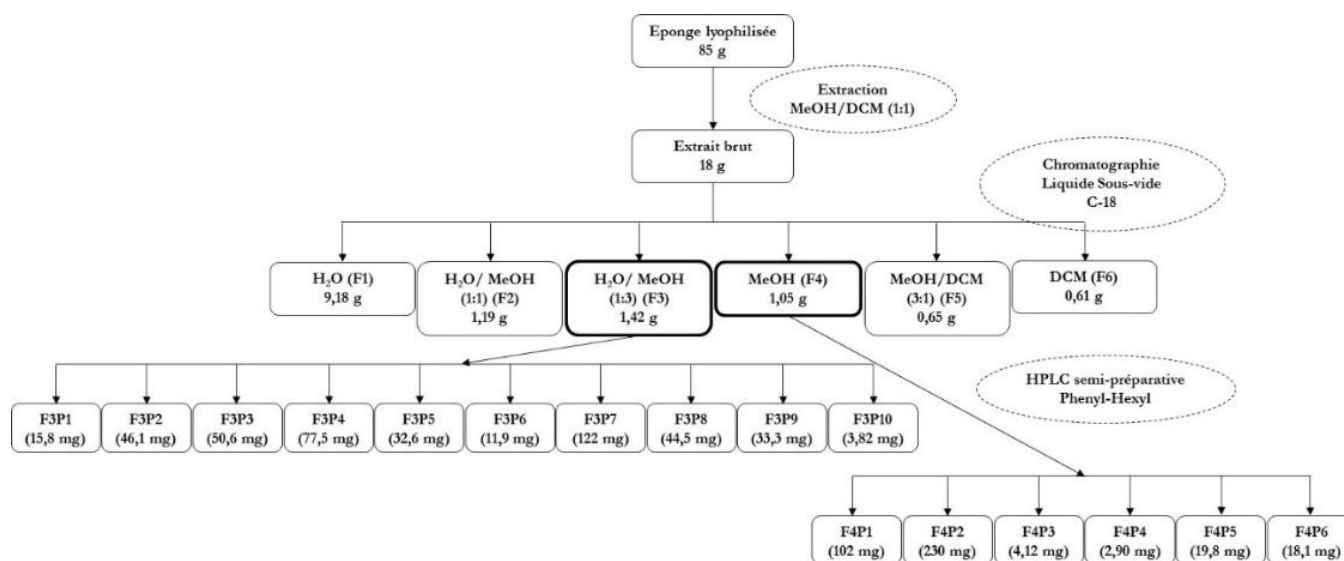 Eponge lyophilisée
85 g
Extraction
MeOH/DCM (1:1)
Extrait brut
18 g
Chromatographie
Liquide Sous-vide
C-18
H₂O (F1)
9,18 g
H₂O/ MeOH
(1:1) (F2)
1,19 g
H₂O/ MeOH
(1:3) (F3)
1,42 g
MeOH (F4)
1,05 g
MeOH/DCM
(3:1) (F5)
0,65 g
DCM (F6)
0,61 g
HPLC semi-préparative
Phenyl-Hexyl
F3P1
(15,8 mg)
F3P2
(46,1 mg)
F3P3
(50,6 mg)
F3P4
(77,5 mg)
F3P5
(32,6 mg)
F3P6
(11,9 mg)
F3P7
(122 mg)
F3P8
(44,5 mg)
F3P9
(33,3 mg)
F3P10
(3,82 mg)
F4P1
(102 mg)
F4P2
(230 mg)
F4P3
(4,12 mg)
F4P4
(2,90 mg)
F4P5
(19,8 mg)
F4P6
(18,1 mg)